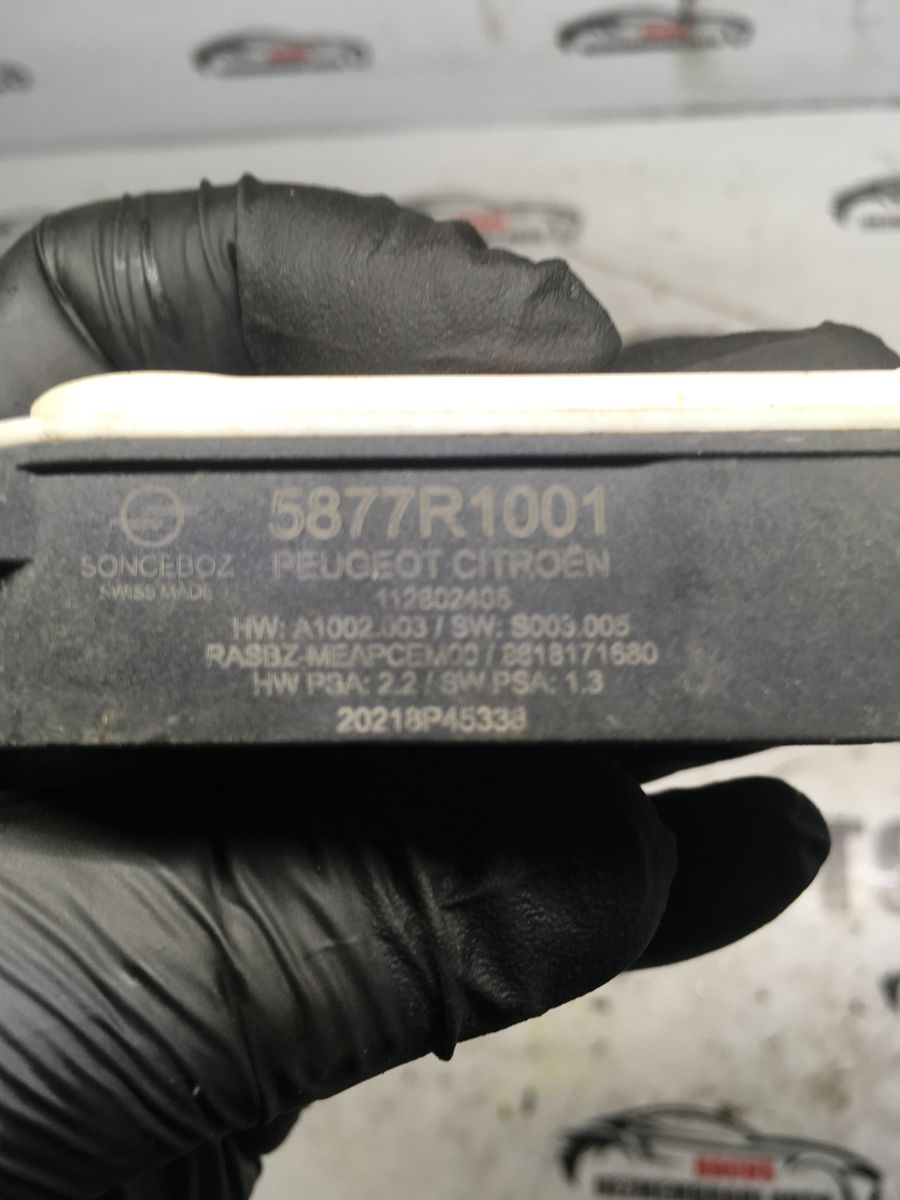 5877R1001
SONCEBOZ
PEUGEOT CITROËN
SWISS MADE
112802406
HW: A1002.003 / SW: S003.005
RASBZ-MEAPCEM00 / 9818171680
HW PSA: 2.2 / SW PSA: 1.3
20218P45338